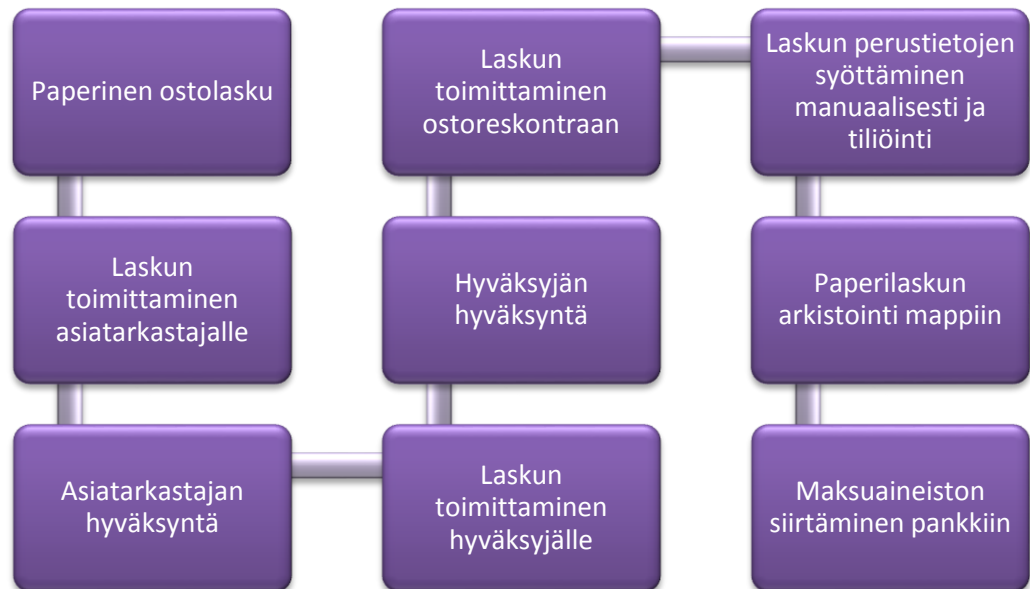 Paperinen ostolasku
Laskun
toimittaminen
asiatarkastajalle
Asiatarkastajan
hyväksyntä
Laskun
toimittaminen
hyväksyjälle
Hyväksyjän
hyväksyntä
Laskun
toimittaminen
ostoreskontraan
Laskun perustietojen
syöttäminen
manuaalisesti ja
tiliöinti
Paperilaskun
arkistointi mappiin
Maksuaineiston
siirtäminen pankkiin